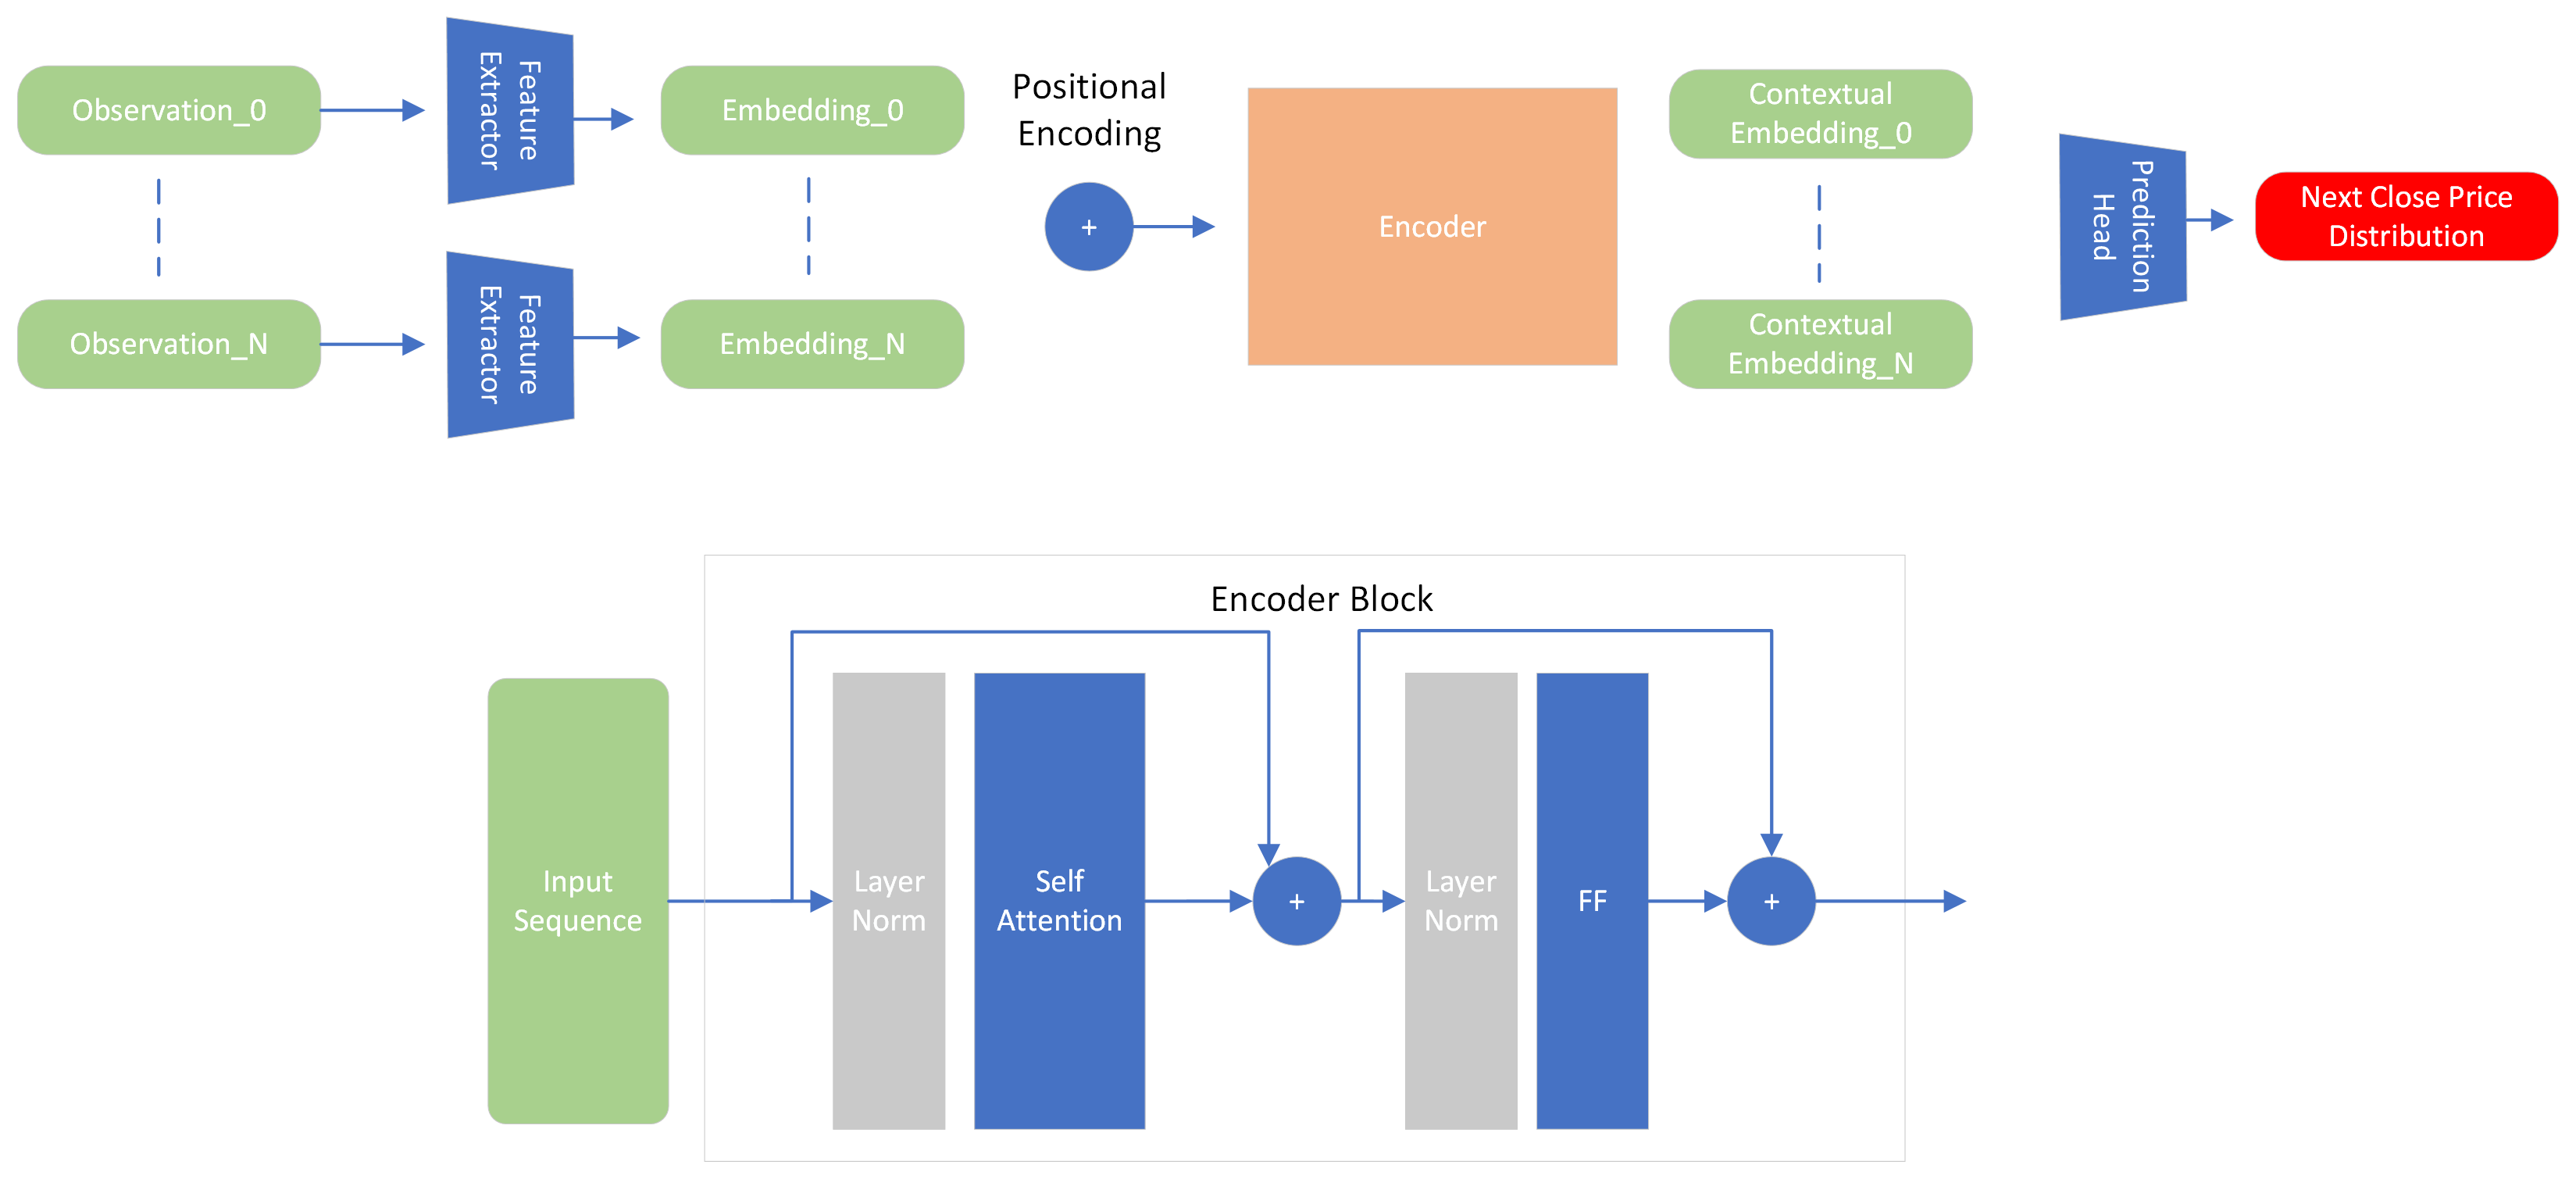 Observation_0
Feature
Extractor
Embedding_0
Positional
Encoding
+
Encoder
Contextual
Embedding_0
Prediction
Head
Next Close Price
Distribution
Observation_N
Feature
Extractor
Embedding_N
Contextual
Embedding_N
Encoder Block
Input
Sequence
Layer
Norm
Self
Attention
+
Layer
Norm
FF
+